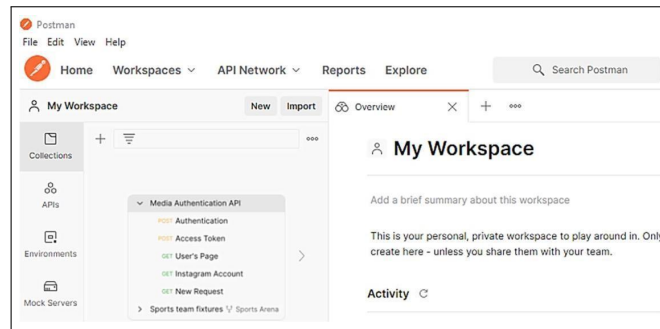 Postman
File Edit View Help
Home Workspaces API Network Reports Explore Search Postman
My Workspace New Import Overview
Collections
APIs
Environments
Mock Servers
Media Authentication API
POST Authentication
POST Access Token
GET User's Page
GET Instagram Account
GET New Request
Sports team fixtures Sports Arena
My Workspace
Add a brief summary about this workspace
This is your personal, private workspace to play around in. Only
create here - unless you share them with your team.
Activity